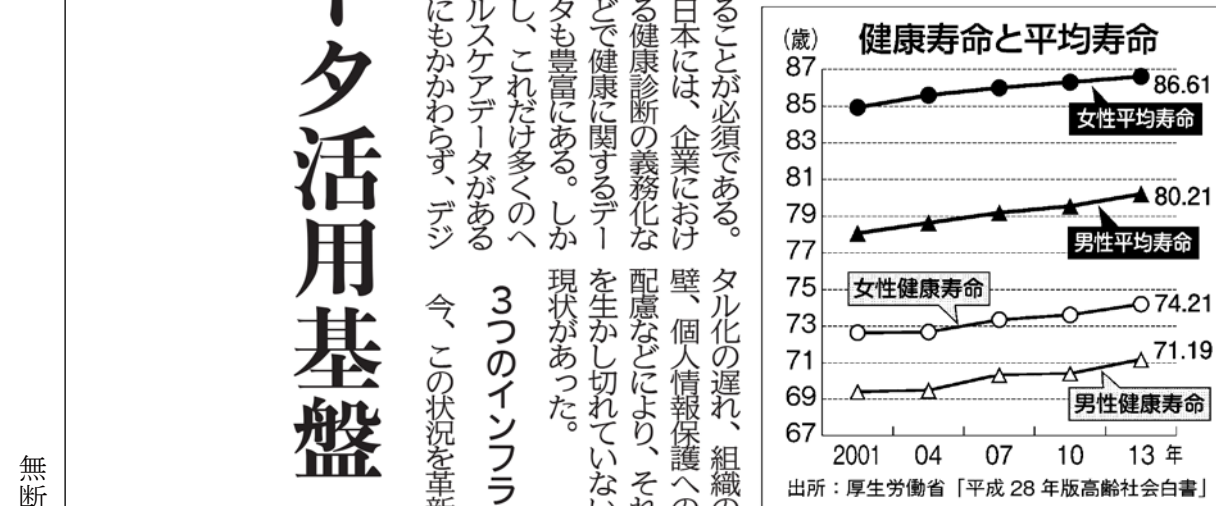 ることが必須である。
日本には、企業におけ
る健康診断の義務化な
どで健康に関するデー
タも豊富にある。しか
し、これだけ多くのヘ
ルスケアデータがある
にもかかわらず、デジ
タル化の遅れ、組織の
壁、個人情報保護への
配慮などにより、それ
を生かし切れていない
現状があった。
3つのインフラ
今、この状況を革新
ータ活用基盤
健康寿命と平均寿命
(歳)
87
85
83
81
79
77
75
73
71
69
67
86.61
女性平均寿命
80.21
男性平均寿命
女性健康寿命
74.21
71.19
男性健康寿命
2001 04 07 10 13 年
出所:厚生労働省「平成28年版高齢社会白書」
無断